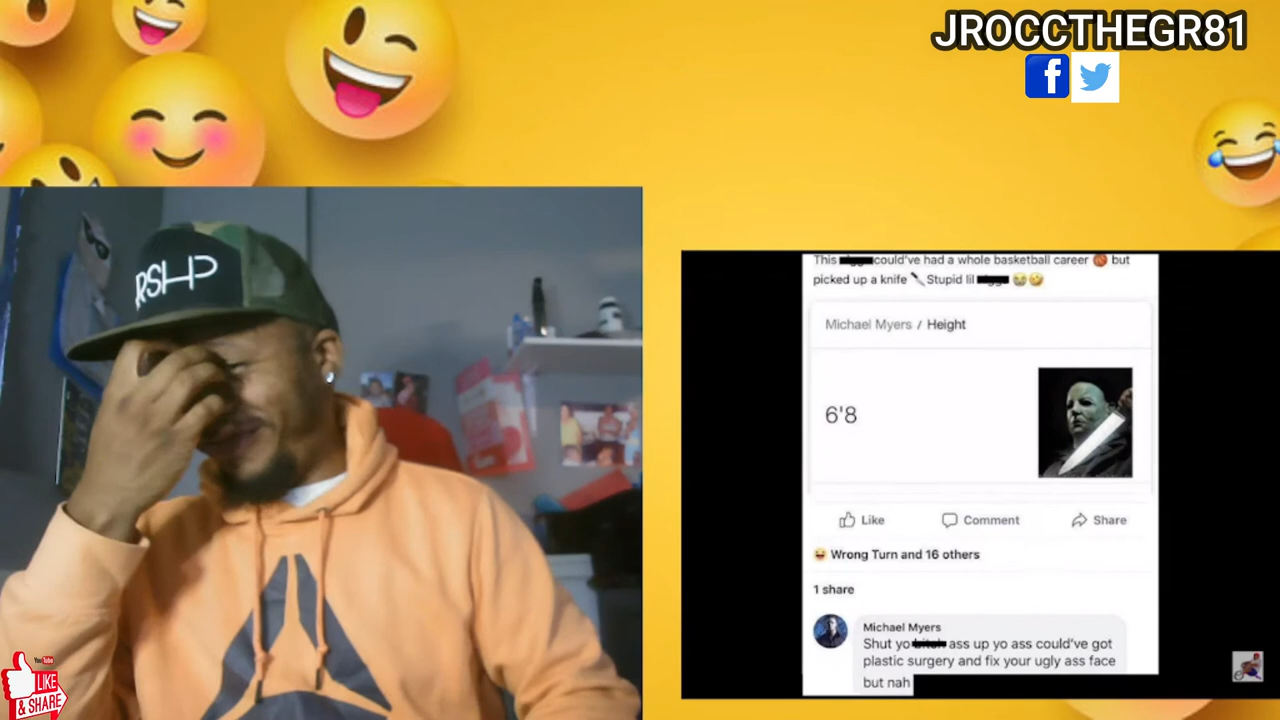 JROCCTHEGR81
RSHP
This could've had a whole basketball career but
picked up a knife Stupid lil
Michael Myers / Height
6'8
Like Comment Share
Wrong Turn and 16 others
1 share
Michael Myers
Shut yo bitch ass up yo ass could've got
plastic surgery and fix your ugly ass face
but nah
YouTube
LIKE
& SHARE